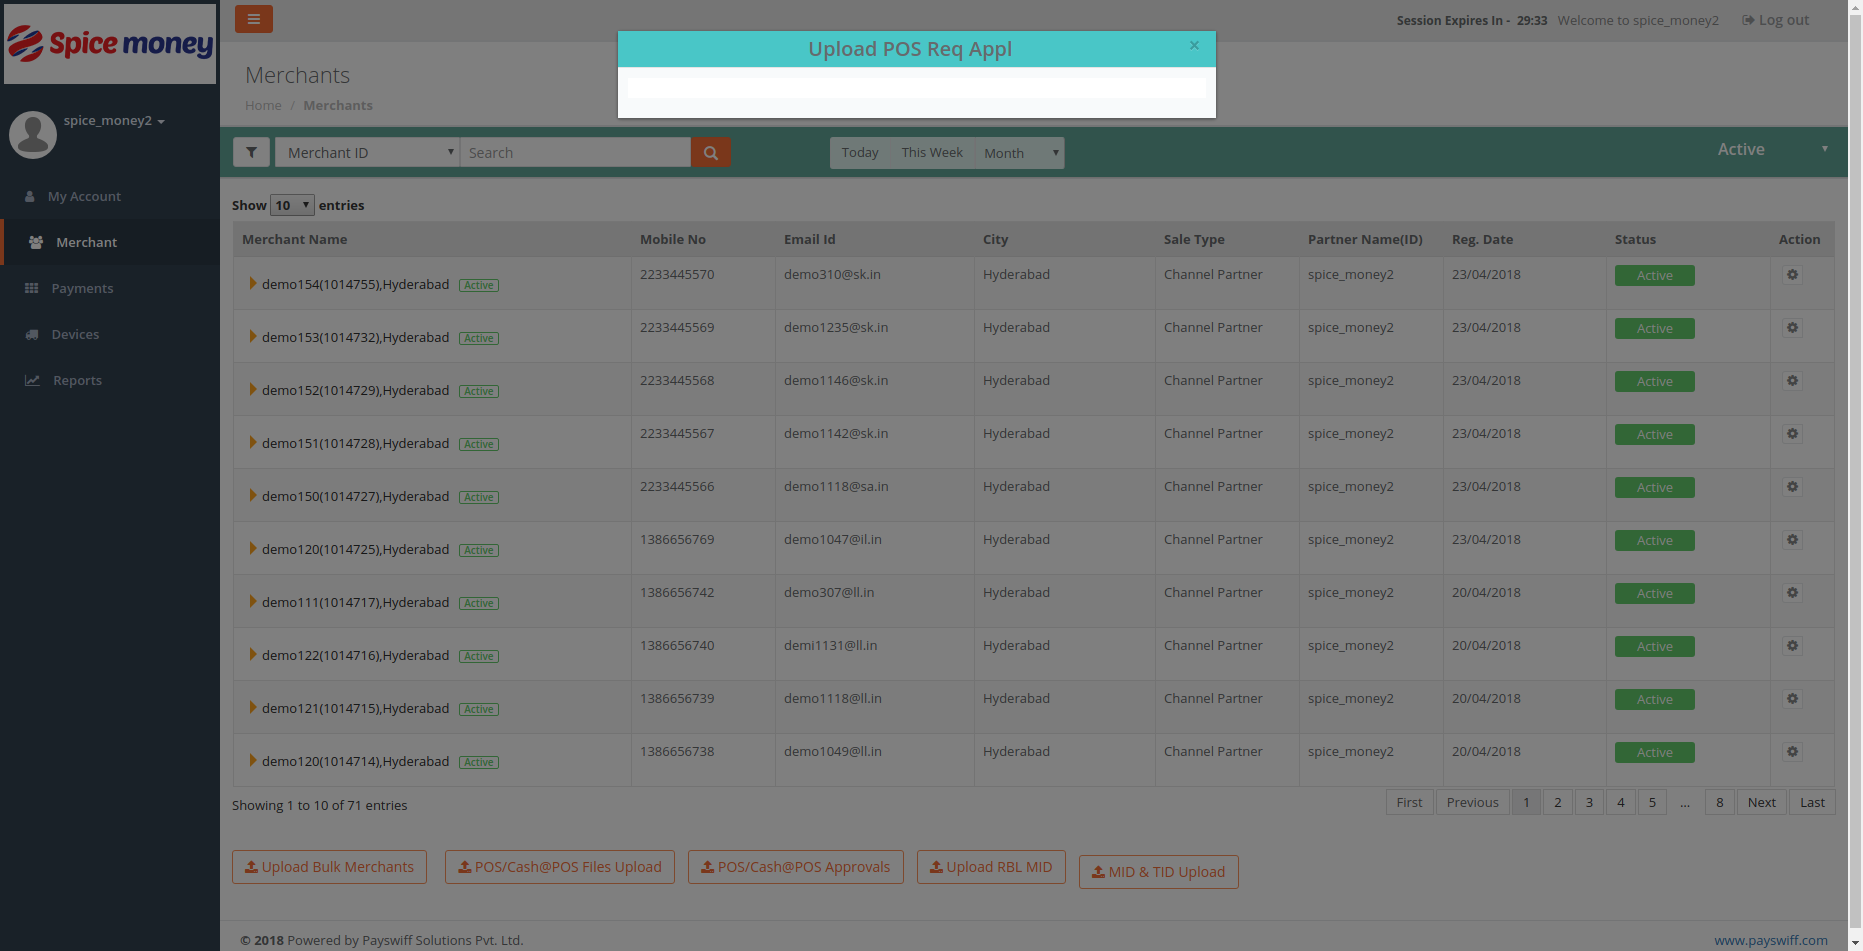 Spice money
Session Expires In - 29:33 Welcome to spice_money2 Log out
Upload POS Req Appl ×
Merchants
Home / Merchants
spice_money2
My Account
Merchant
Payments
Devices
Reports
Merchant ID Search Today This Week Month Active
Show 10 entries
Merchant Name Mobile No Email Id City Sale Type Partner Name(ID) Reg. Date Status Action
demo154(1014755),Hyderabad Active 2233445570 demo310@sk.in Hyderabad Channel Partner spice_money2 23/04/2018 Active
demo153(1014732),Hyderabad Active 2233445569 demo1235@sk.in Hyderabad Channel Partner spice_money2 23/04/2018 Active
demo152(1014729),Hyderabad Active 2233445568 demo1146@sk.in Hyderabad Channel Partner spice_money2 23/04/2018 Active
demo151(1014728),Hyderabad Active 2233445567 demo1142@sk.in Hyderabad Channel Partner spice_money2 23/04/2018 Active
demo150(1014727),Hyderabad Active 2233445566 demo1118@sa.in Hyderabad Channel Partner spice_money2 23/04/2018 Active
demo120(1014725),Hyderabad Active 1386656769 demo1047@il.in Hyderabad Channel Partner spice_money2 23/04/2018 Active
demo111(1014717),Hyderabad Active 1386656742 demo307@ll.in Hyderabad Channel Partner spice_money2 20/04/2018 Active
demo122(1014716),Hyderabad Active 1386656740 demi1131@ll.in Hyderabad Channel Partner spice_money2 20/04/2018 Active
demo121(1014715),Hyderabad Active 1386656739 demo1118@ll.in Hyderabad Channel Partner spice_money2 20/04/2018 Active
demo120(1014714),Hyderabad Active 1386656738 demo1049@ll.in Hyderabad Channel Partner spice_money2 20/04/2018 Active
Showing 1 to 10 of 71 entries First Previous 1 2 3 4 5 ... 8 Next Last
Upload Bulk Merchants POS/Cash@POS Files Upload POS/Cash@POS Approvals Upload RBL MID MID & TID Upload
© 2018 Powered by Payswiff Solutions Pvt. Ltd. www.payswiff.com